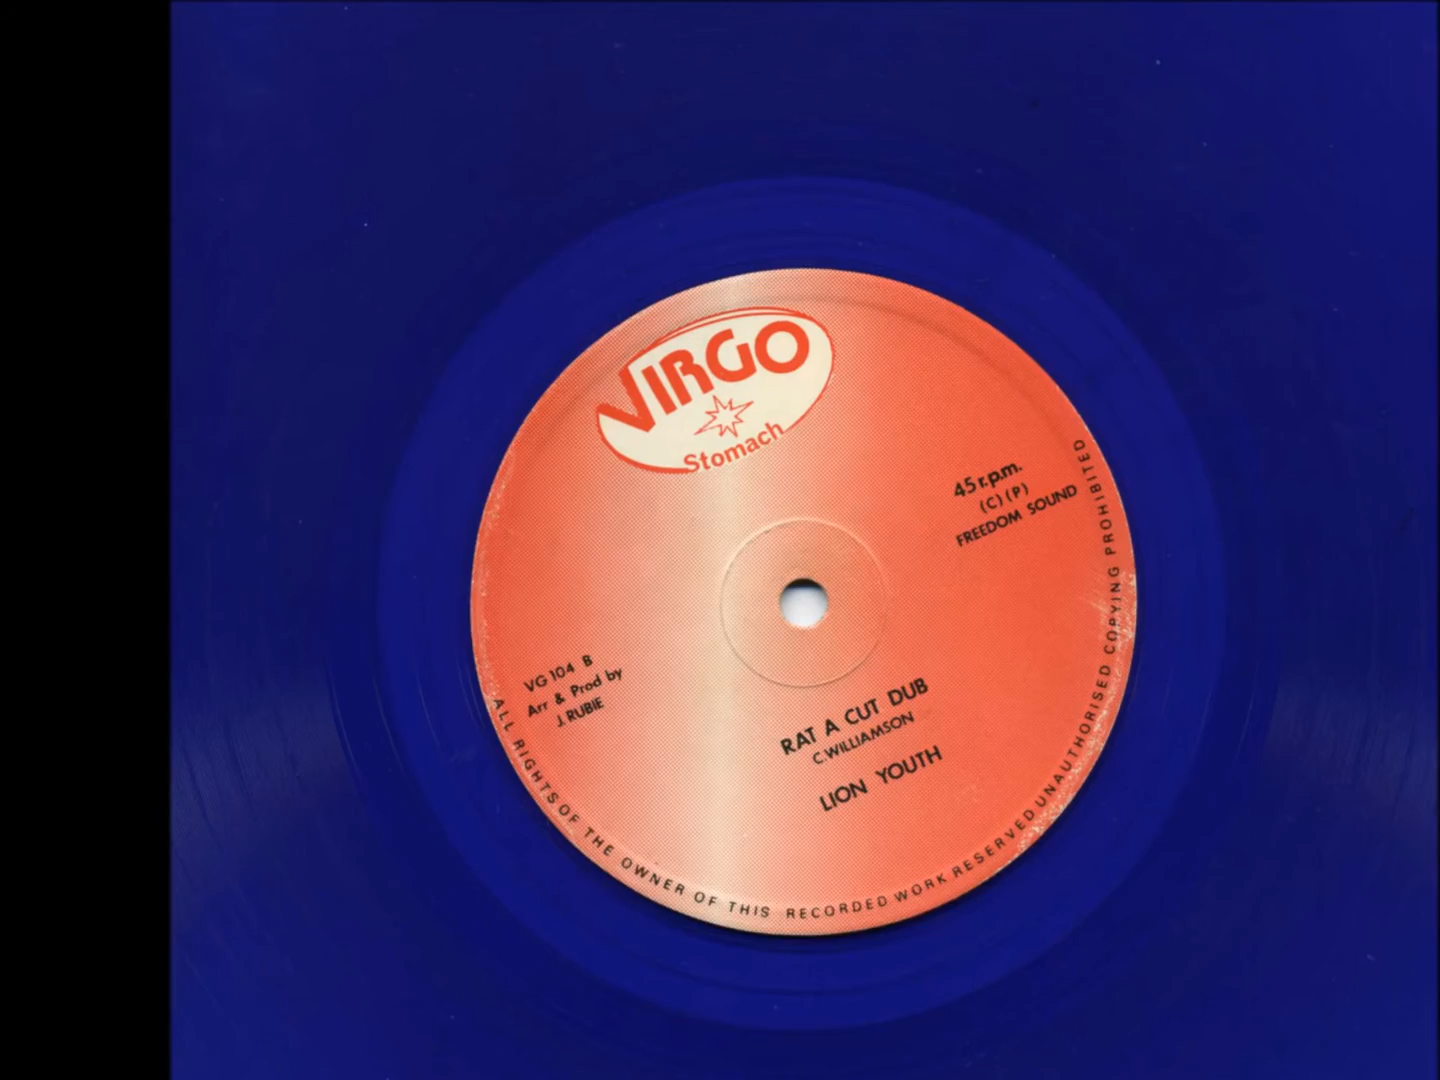 VIRGO
Stomach
45 r.p.m.
(C) (P)
FREEDOM SOUND
VG 104 B
Arr & Prod by
J. RUBIE
RAT A CUT DUB
C. WILLIAMSON
LION YOUTH
ALL RIGHTS OF THE OWNER OF THIS RECORDED WORK RESERVED UNAUTHORISED COPYING PROHIBITED